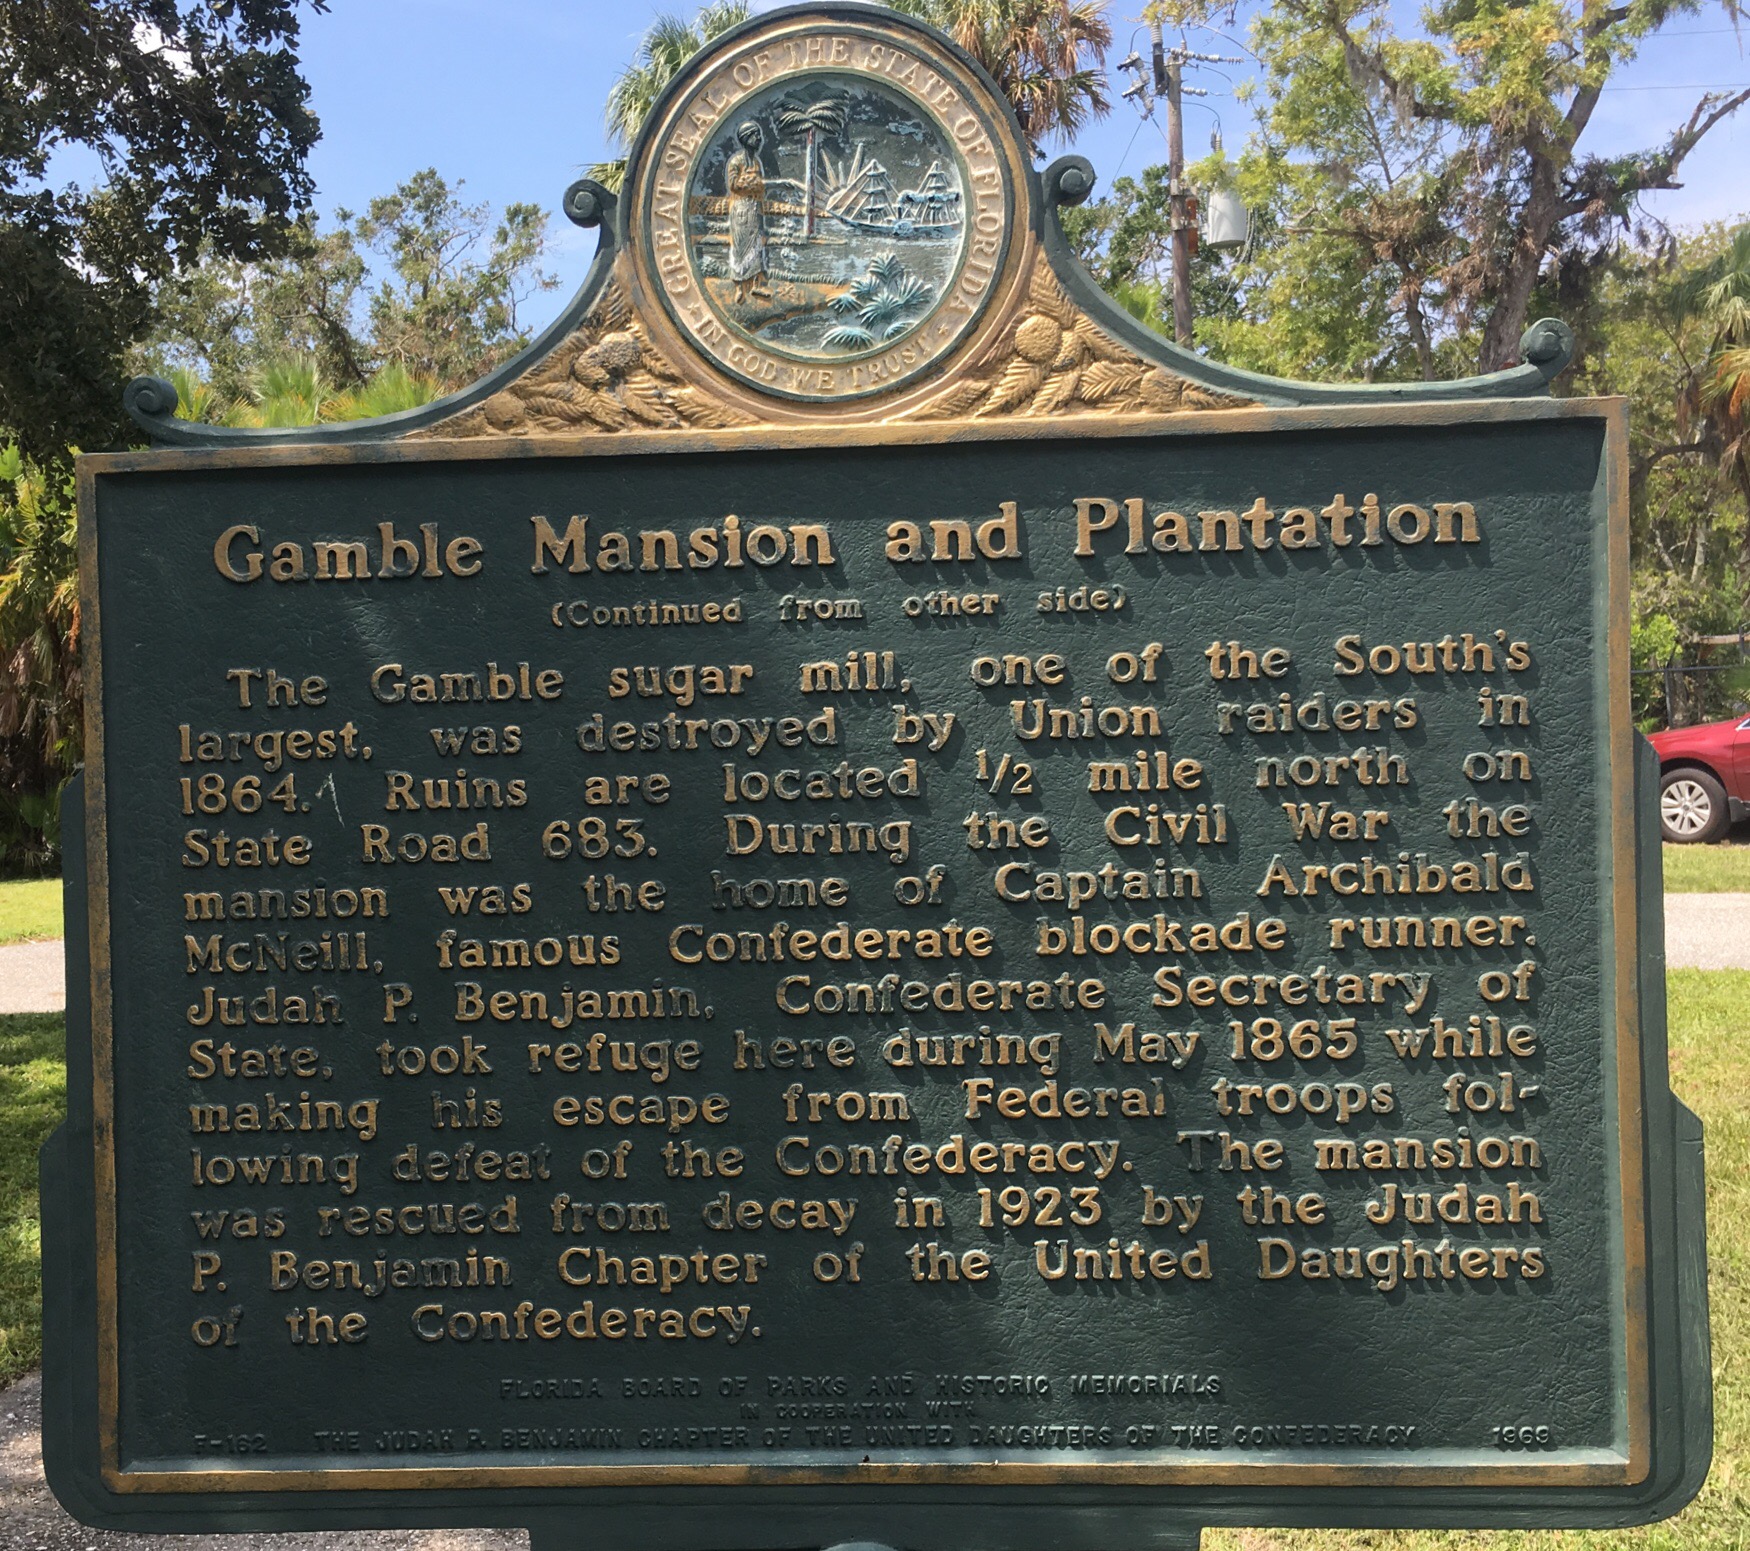 GREAT SEAL OF THE STATE OF FLORIDA
IN GOD WE TRUST
Gamble Mansion and Plantation
(Continued from other side)
The Gamble sugar mill, one of the South's
largest, was destroyed by Union raiders in
1864. Ruins are located 1/2 mile north on
State Road 683. During the Civil War the
mansion was the home of Captain Archibald
McNeill, famous Confederate blockade runner.
Judah P. Benjamin, Confederate Secretary of
State, took refuge here during May 1865 while
making his escape from Federal troops fol-
lowing defeat of the Confederacy. The mansion
was rescued from decay in 1923 by the Judah
P. Benjamin Chapter of the United Daughters
of the Confederacy.
FLORIDA BOARD OF PARKS AND HISTORIC MEMORIALS
IN COOPERATION WITH
F-162 THE JUDAH P. BENJAMIN CHAPTER OF THE UNITED DAUGHTERS OF THE CONFEDERACY 1969